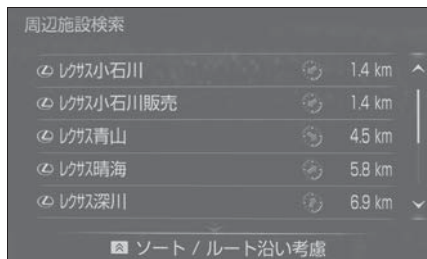 周辺施設検索
レクサス小石川 1.4 km
レクサス小石川販売 1.4 km
レクサス青山 4.5 km
レクサス晴海 5.8 km
レクサス深川 6.9 km
ソート / ルート沿い考慮